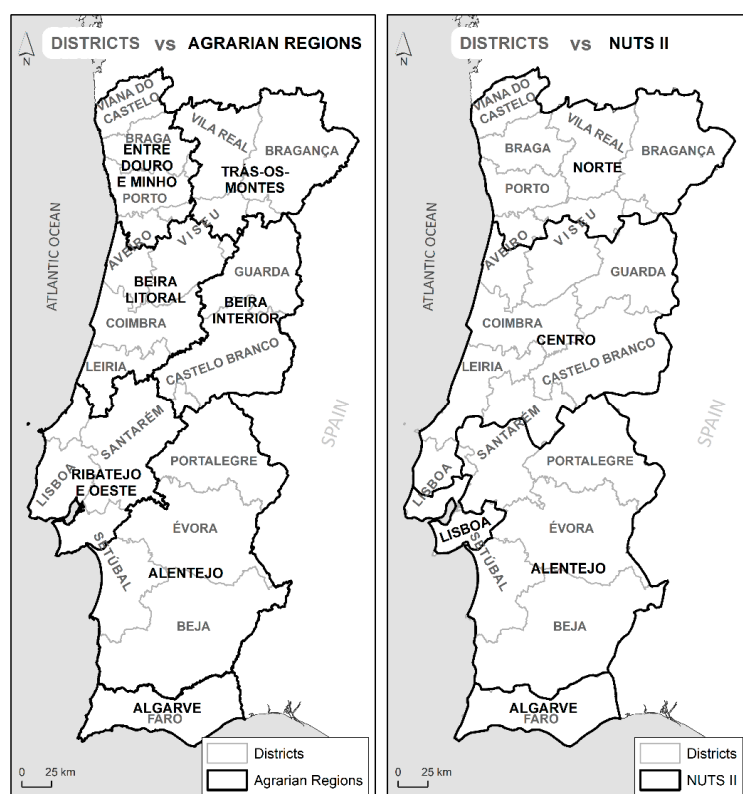 DISTRICTS vs AGRARIAN REGIONS
N
VIANA DO
CASTELO
BRAGA
VILA REAL
BRAGANÇA
ENTRE
DOURO
E MINHO
TRÁS-OS-
MONTES
PORTO
ATLANTIC OCEAN
AVEIRO
VISEU
GUARDA
BEIRA
LITORAL
BEIRA
INTERIOR
COIMBRA
LEIRIA
CASTELO BRANCO
SANTARÉM
SPAIN
LISBOA
RIBATEJO
E OESTE
PORTALEGRE
ÉVORA
SETÚBAL
ALENTEJO
BEJA
ALGARVE
FARO
Districts
Agrarian Regions
0 25 km
DISTRICTS vs NUTS II
N
VIANA DO
CASTELO
BRAGA
VILA REAL
BRAGANÇA
NORTE
PORTO
ATLANTIC OCEAN
AVEIRO
VISEU
GUARDA
COIMBRA
CENTRO
LEIRIA
CASTELO BRANCO
SANTARÉM
SPAIN
LISBOA
PORTALEGRE
LISBOA
ÉVORA
SETÚBAL
ALENTEJO
BEJA
ALGARVE
FARO
Districts
NUTS II
0 25 km